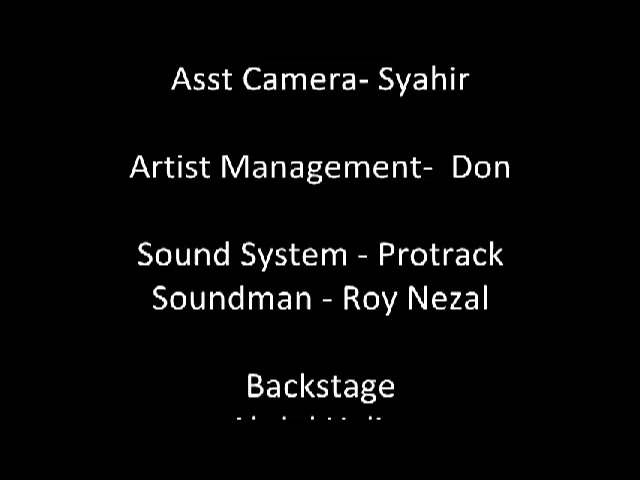 Asst Camera- Syahir
Artist Management-  Don
Sound System - Protrack
Soundman - Roy Nezal
Backstage